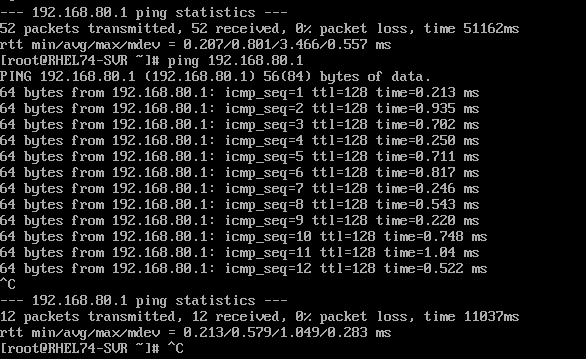 --- 192.168.80.1 ping statistics ---
52 packets transmitted, 52 received, 0% packet loss, time 51162ms
rtt min/avg/max/mdev = 0.207/0.801/3.466/0.557 ms
[root@RHEL74-SVR ~]# ping 192.168.80.1
PING 192.168.80.1 (192.168.80.1) 56(84) bytes of data.
64 bytes from 192.168.80.1: icmp_seq=1 ttl=128 time=0.213 ms
64 bytes from 192.168.80.1: icmp_seq=2 ttl=128 time=0.935 ms
64 bytes from 192.168.80.1: icmp_seq=3 ttl=128 time=0.702 ms
64 bytes from 192.168.80.1: icmp_seq=4 ttl=128 time=0.250 ms
64 bytes from 192.168.80.1: icmp_seq=5 ttl=128 time=0.711 ms
64 bytes from 192.168.80.1: icmp_seq=6 ttl=128 time=0.817 ms
64 bytes from 192.168.80.1: icmp_seq=7 ttl=128 time=0.246 ms
64 bytes from 192.168.80.1: icmp_seq=8 ttl=128 time=0.543 ms
64 bytes from 192.168.80.1: icmp_seq=9 ttl=128 time=0.220 ms
64 bytes from 192.168.80.1: icmp_seq=10 ttl=128 time=0.748 ms
64 bytes from 192.168.80.1: icmp_seq=11 ttl=128 time=1.04 ms
64 bytes from 192.168.80.1: icmp_seq=12 ttl=128 time=0.522 ms
^C
--- 192.168.80.1 ping statistics ---
12 packets transmitted, 12 received, 0% packet loss, time 11037ms
rtt min/avg/max/mdev = 0.213/0.579/1.049/0.283 ms
[root@RHEL74-SVR ~]# ^C